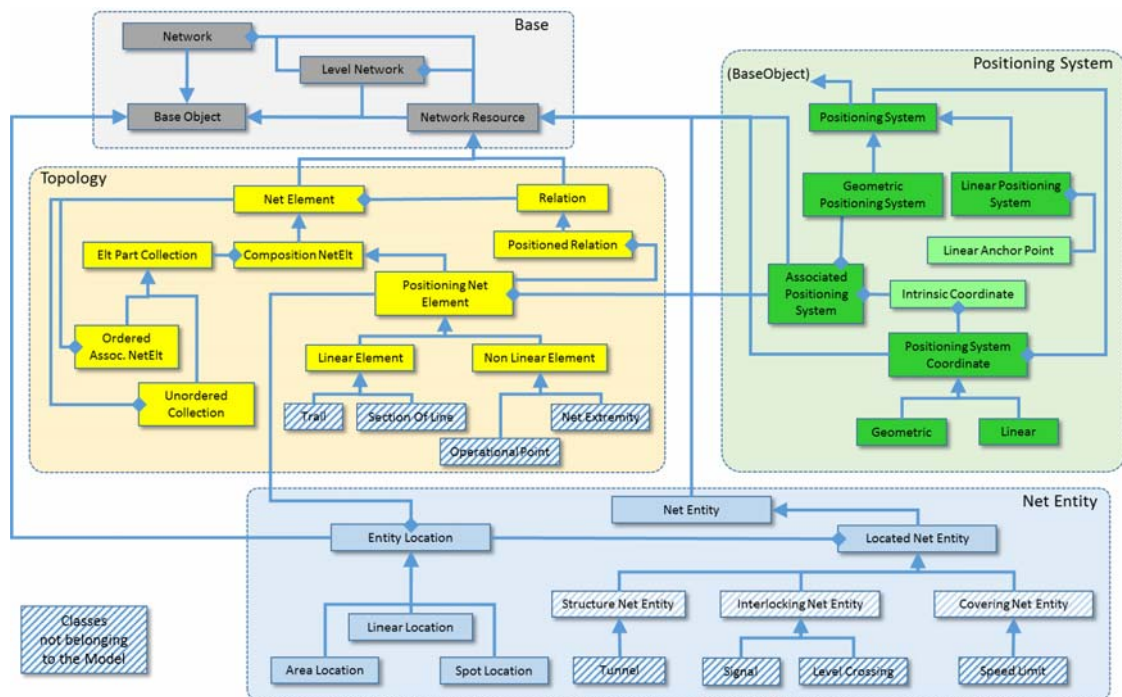 Base
Network
Level Network
Base Object
Network Resource
Positioning System
(BaseObject)
Positioning System
Geometric
Positioning System
Linear Positioning
System
Linear Anchor Point
Associated
Positioning
System
Intrinsic Coordinate
Positioning System
Coordinate
Geometric
Linear
Topology
Net Element
Relation
Elt Part Collection
Composition NetElt
Positioned Relation
Positioning Net
Element
Ordered
Assoc. NetElt
Linear Element
Non Linear Element
Unordered
Collection
Trail
Section Of Line
Net Extremity
Operational Point
Net Entity
Net Entity
Entity Location
Located Net Entity
Structure Net Entity
Interlocking Net Entity
Covering Net Entity
Linear Location
Area Location
Spot Location
Tunnel
Signal
Level Crossing
Speed Limit
Classes
not belonging
to the Model